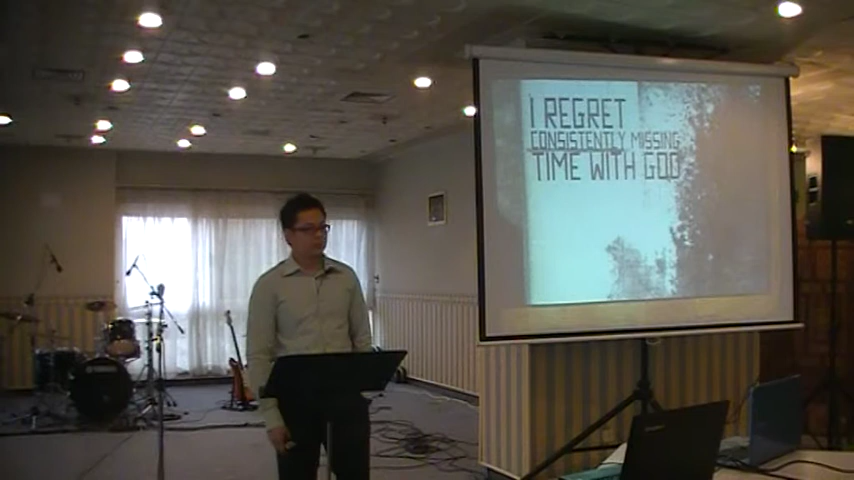 I REGRET
CONSISTENTLY MISSING
TIME WITH GOD